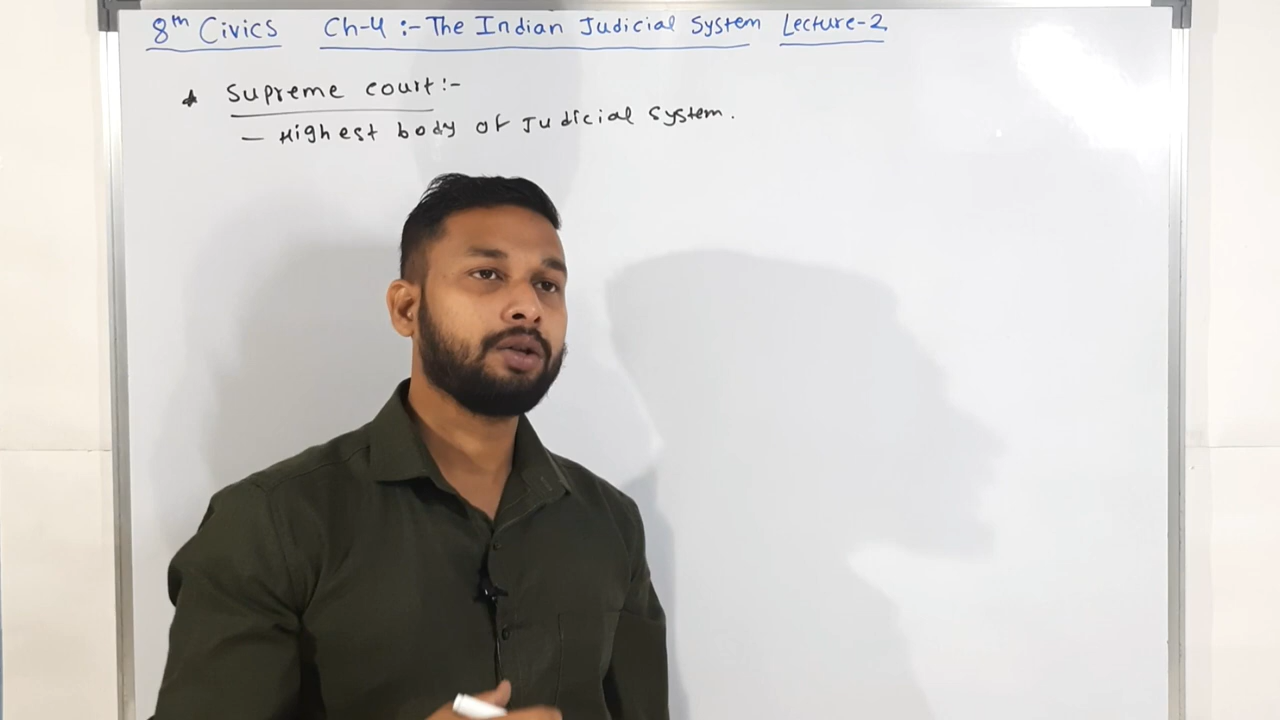 8th Civics Ch-4 :- The Indian Judicial System Lecture-2
* Supreme court:-
- Highest body of Judicial System.